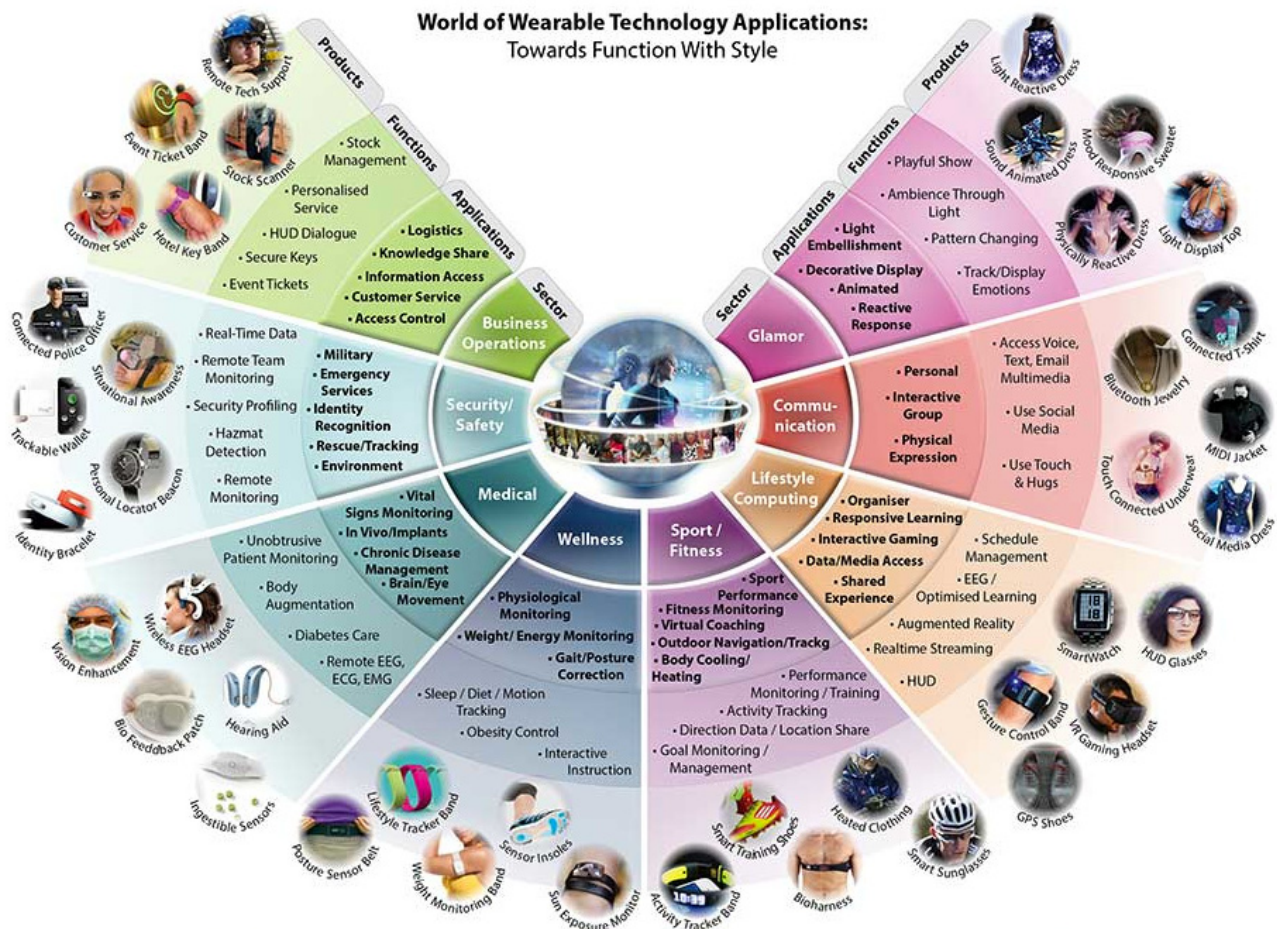 World of Wearable Technology Applications:
Towards Function With Style
Products
Functions
Applications
Sector
Business
Operations
• Logistics
• Knowledge Share
• Information Access
• Customer Service
• Access Control
• Stock
Management
• Personalised
Service
• HUD Dialogue
• Secure Keys
• Event Tickets
Remote Tech Support
Event Ticket Band
Stock Scanner
Customer Service
Hotel Key Band
Security/
Safety
• Military
• Emergency
Services
• Identity
Recognition
• Rescue/Tracking
• Environment
• Real-Time Data
• Remote Team
Monitoring
• Security Profiling
• Hazmat
Detection
• Remote
Monitoring
Connected Police Officer
Situational Awareness
Trackable Wallet
Personal Locator Beacon
Identity Bracelet
Medical
• Vital
Signs Monitoring
• In Vivo/Implants
• Chronic Disease
Management
• Brain/Eye
Movement
• Unobtrusive
Patient Monitoring
• Body
Augmentation
• Diabetes Care
• Remote EEG,
ECG, EMG
Wireless EEG Headset
Vision Enhancement
Hearing Aid
Bio Feedback Patch
Ingestible Sensors
Wellness
• Physiological
Monitoring
• Weight/ Energy Monitoring
• Gait/Posture
Correction
• Sleep / Diet / Motion
Tracking
• Obesity Control
• Interactive
Instruction
Posture Sensor Belt
Lifestyle Tracker Band
Weight Monitoring Band
Sensor Insoles
Sun Exposure Monitor
Sport /
Fitness
• Sport
Performance
• Fitness Monitoring
• Virtual Coaching
• Outdoor Navigation/Trackg
• Body Cooling/
Heating
• Performance
Monitoring / Training
• Activity Tracking
• Direction Data / Location Share
• Goal Monitoring /
Management
Activity Tracker Band
10:39
Smart Training Shoes
Bioharness
Heated Clothing
Smart Sunglasses
Lifestyle
Computing
• Organiser
• Responsive Learning
• Interactive Gaming
• Data/Media Access
• Shared
Experience
• Schedule
Management
• EEG /
Optimised Learning
• Augmented Reality
• Realtime Streaming
• HUD
SmartWatch
18
18
HUD Glasses
Gesture Control Band
VR Gaming Headset
GPS Shoes
Commu-
nication
• Personal
• Interactive
Group
• Physical
Expression
• Access Voice,
Text, Email
Multimedia
• Use Social
Media
• Use Touch
& Hugs
Connected T-Shirt
Bluetooth Jewelry
MIDI Jacket
Touch Connected Underwear
Social Media Dress
Products
Functions
Applications
Sector
Glamor
• Light
Embellishment
• Decorative Display
• Animated
• Reactive
Response
• Playful Show
• Ambience Through
Light
• Pattern Changing
• Track/Display
Emotions
Light Reactive Dress
Sound Animated Dress
Mood Responsive Sweater
Physically Reactive Dress
Light Display Top